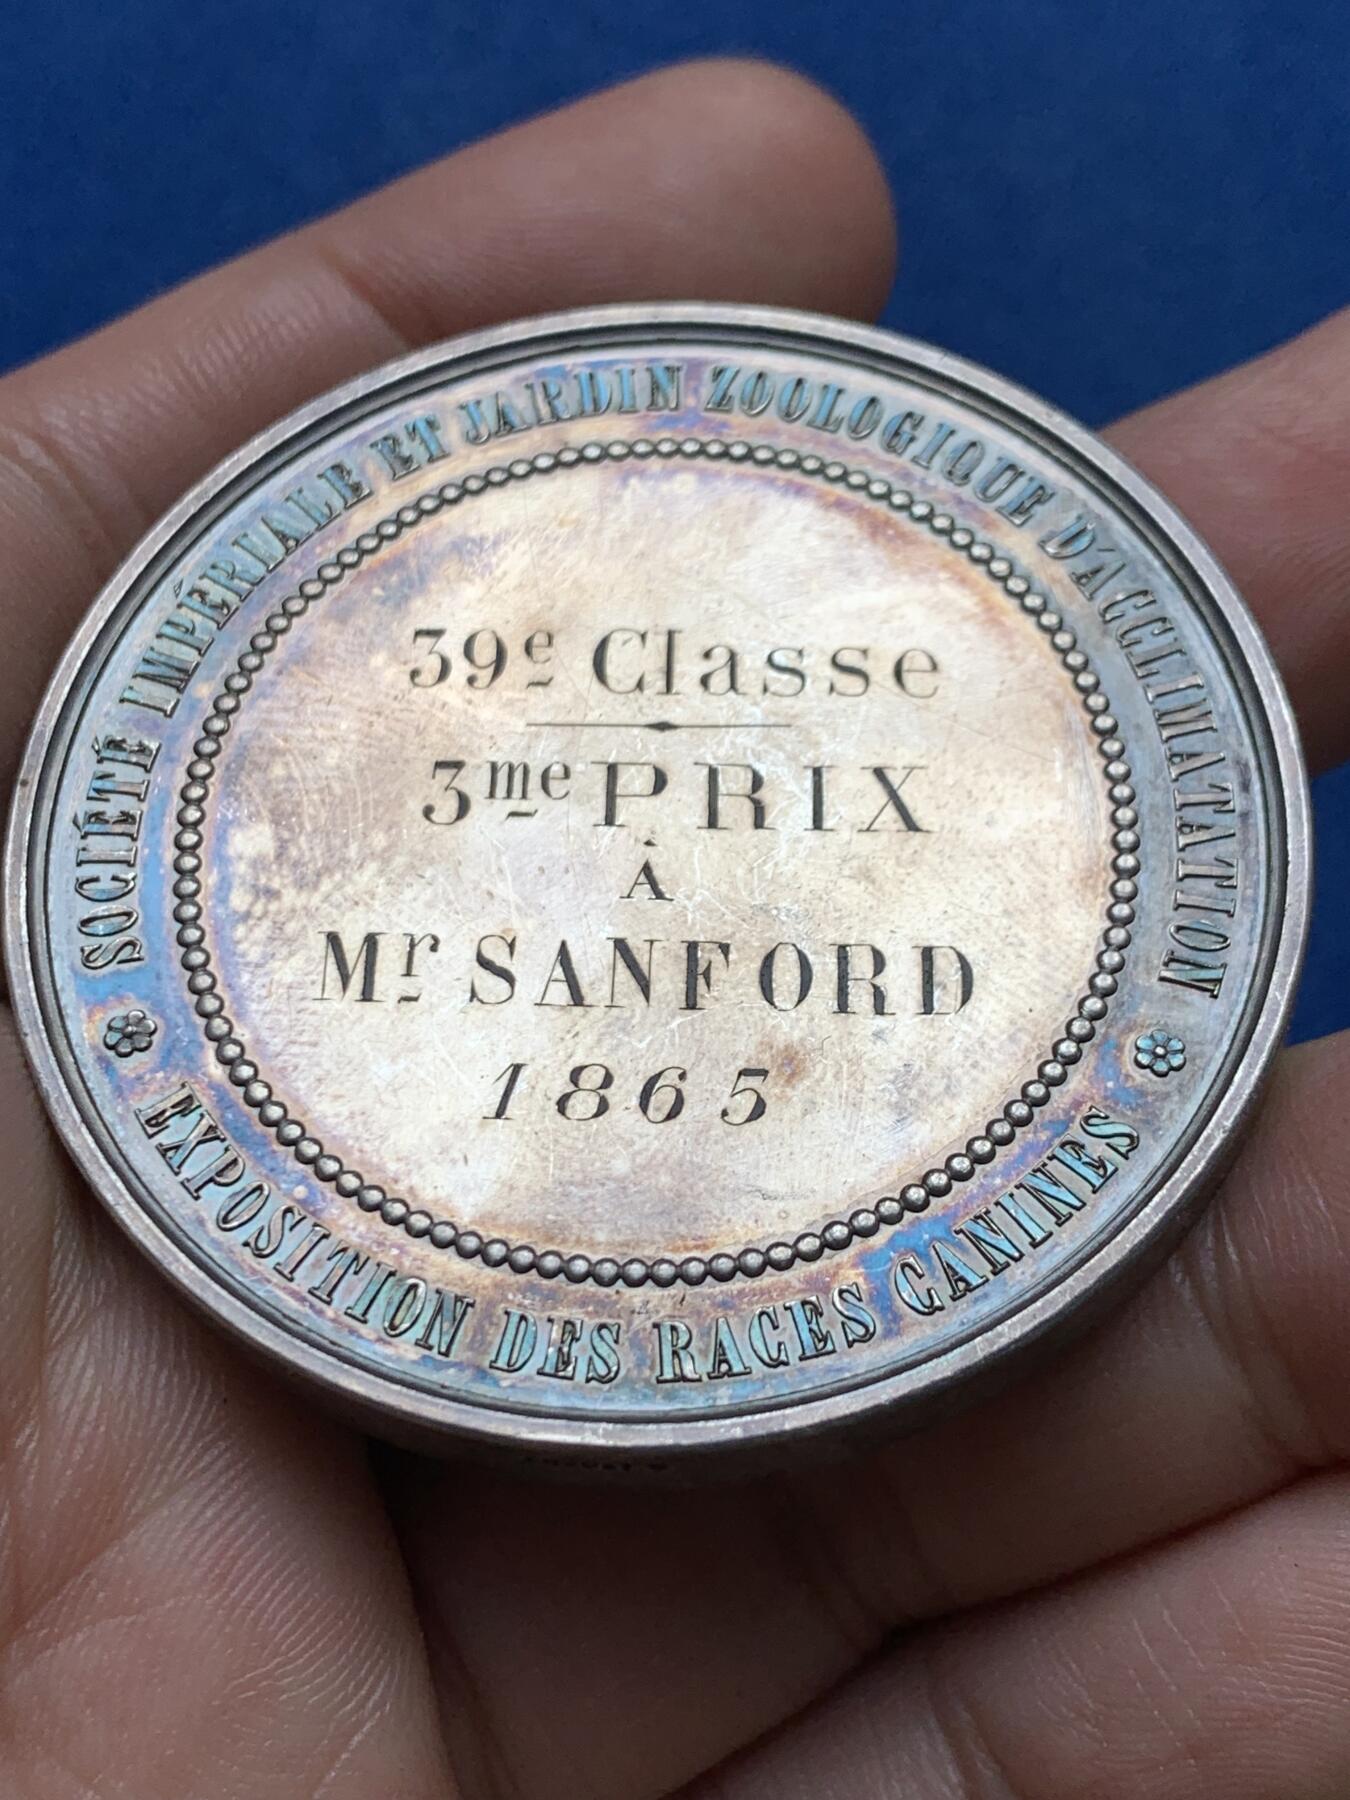 SOCIÉTÉ IMPÉRIALE ET JARDIN ZOOLOGIQUE D'ACCLIMATATION
39e Classe
3me PRIX
À
Mr SANFORD
1865
EXPOSITION DES RACES CANINES